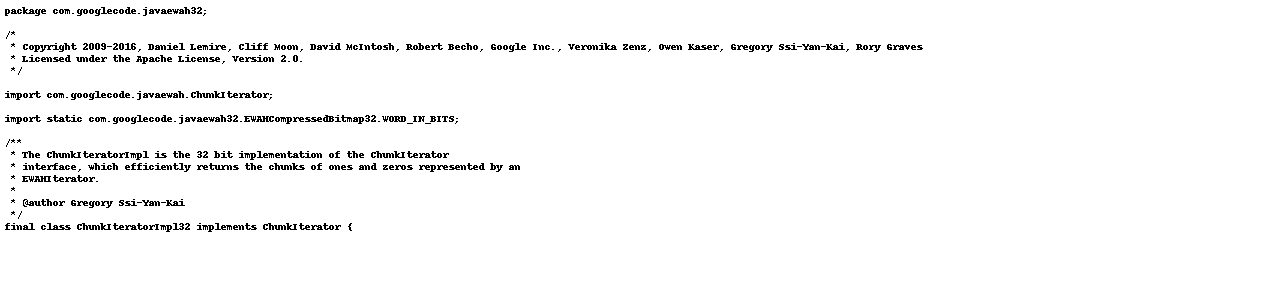 package com.googlecode.javaewah32;

/*
 * Copyright 2009-2016, Daniel Lemire, Cliff Moon, David McIntosh, Robert Becho, Google Inc., Veronika Zenz, Owen Kaser, Gregory Ssi-Yan-Kai, Rory Graves
 * Licensed under the Apache License, Version 2.0.
 */

import com.googlecode.javaewah.ChunkIterator;

import static com.googlecode.javaewah32.EWAHCompressedBitmap32.WORD_IN_BITS;

/**
 * The ChunkIteratorImpl is the 32 bit implementation of the ChunkIterator
 * interface, which efficiently returns the chunks of ones and zeros represented by an
 * EWAHIterator.
 *
 * @author Gregory Ssi-Yan-Kai
 */
final class ChunkIteratorImpl32 implements ChunkIterator {